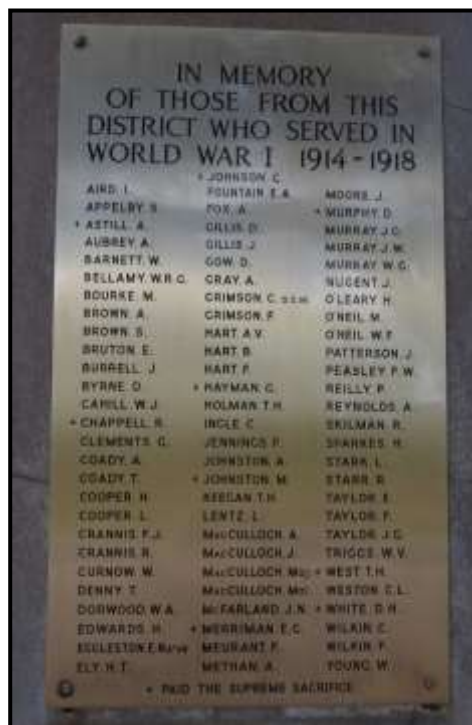 IN MEMORY
OF THOSE FROM THIS
DISTRICT WHO SERVED IN
WORLD WAR I 1914-1918
+ JOHNSON. C.
AIRD. I.
APPELBY. S.
+ ASTILL. A.
AUBREY. A.
BARNETT. W.
BELLAMY. W.R.G.
BOURKE. M.
BROWN. A.
BROWN. S.
BRUTON. E.
BURRELL. J.
BYRNE. D.
CAHILL. W.J.
+ CHAPPELL. R.
CLEMENTS. G.
COADY. A.
COADY. T.
COOPER. H.
COOPER. L.
CRANNIS. F.J.
CRANNIS. R.
CURNOW. W.
DENNY. T.
DORWOOD. W.A.
EDWARDS. H.
ECCLESTON. E. Nurse
ELY. H.T.
FOUNTAIN. E.A.
FOX. A.
GILLIS. D.
GILLIS. J.
GOW. D.
GRAY. A.
GRIMSON. C. D.C.M.
GRIMSON. F.
HART. A.V.
HART. B.
HART. F.
+ HAYMAN. G.
HOLMAN. T.H.
INGLE. C.
JENNINGS. P.
JOHNSTON. A.
+ JOHNSTON. M.
KEEGAN. T.H.
LENTZ. L.
MacCULLOCH. A.
MacCULLOCH. J.
MacCULLOCH.
MacCULLOCH.
McFARLAND. J.N.
+ MERRIMAN. E.C.
MEURANT. F.
METHAN. A.
MOORE. J.
+ MURPHY. D.
MURRAY. J.C.
MURRAY. J.W.
MURRAY. W.G.
NUGENT. J.
O'LEARY. H.
O'NEIL. M.
O'NEIL. W.F.
PATTERSON. J.
PEASLEY. F.W.
REILLY. P.
REYNOLDS. A.
SKILMAN. R.
SPARKES. H.
STARK. L.
STARR. R.
TAYLOR. E.
TAYLOR. F.
TAYLOR. J.G.
TRIGGS. W.V.
+ WEST. T.H.
WESTON. C.L.
+ WHITE. D.H.
WILKIN. C.
WILKIN. F.
YOUNG. W.
+ PAID THE SUPREME SACRIFICE